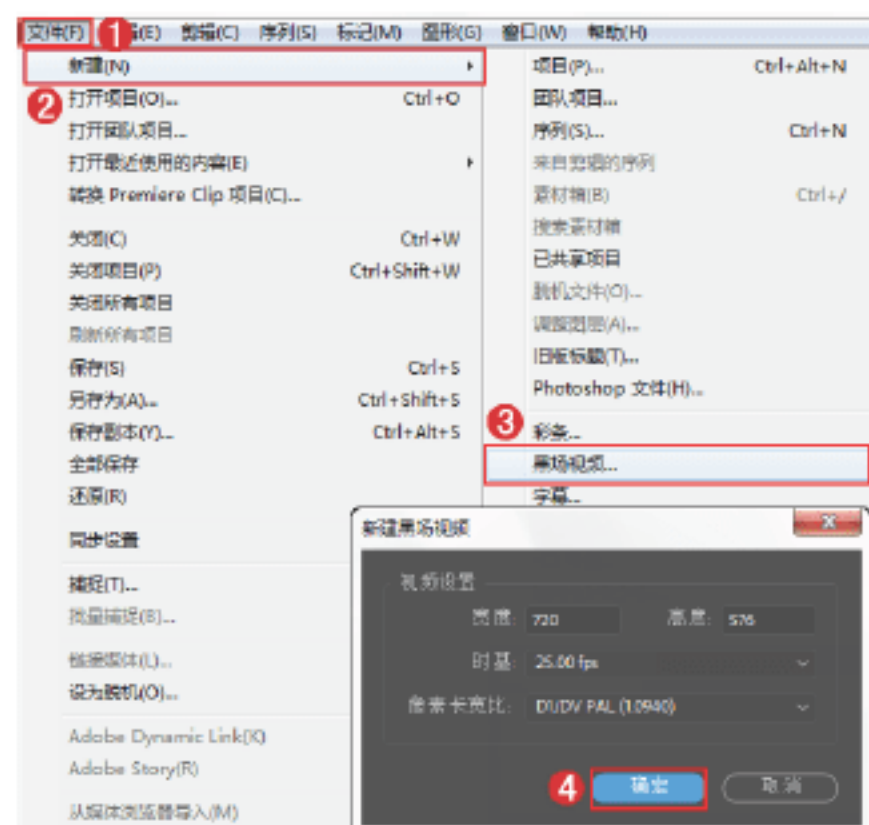 文件(F) 1 辑(E) 剪辑(C) 序列(S) 标记(M) 图形(G) 窗口(W) 帮助(H)
新建(N)
2
打开项目(O)... Ctrl+O
打开团队项目...
打开最近使用的内容(E)
转换 Premiere Clip 项目(C)...
关闭(C) Ctrl+W
关闭项目(P) Ctrl+Shift+W
关闭所有项目
刷新所有项目
保存(S) Ctrl+S
另存为(A)... Ctrl+Shift+S
保存副本(Y)... Ctrl+Alt+S
全部保存
还原(R)
同步设置
捕捉(T)...
批量捕捉(B)...
链接媒体(L)...
设为脱机(O)...
Adobe Dynamic Link(K)
Adobe Story(R)
从媒体浏览器导入(M)
项目(P)... Ctrl+Alt+N
团队项目...
序列(S)... Ctrl+N
来自剪辑的序列
素材箱(B) Ctrl+/
搜索素材箱
已共享项目
脱机文件(O)...
调整图层(A)...
旧版标题(T)...
Photoshop 文件(H)...
3
彩条...
黑场视频...
字幕...
新建黑场视频
视频设置
宽度: 720 高度: 576
时基: 25.00 fps
像素长宽比: D1/DV PAL (1.0940)
4 确定 取消